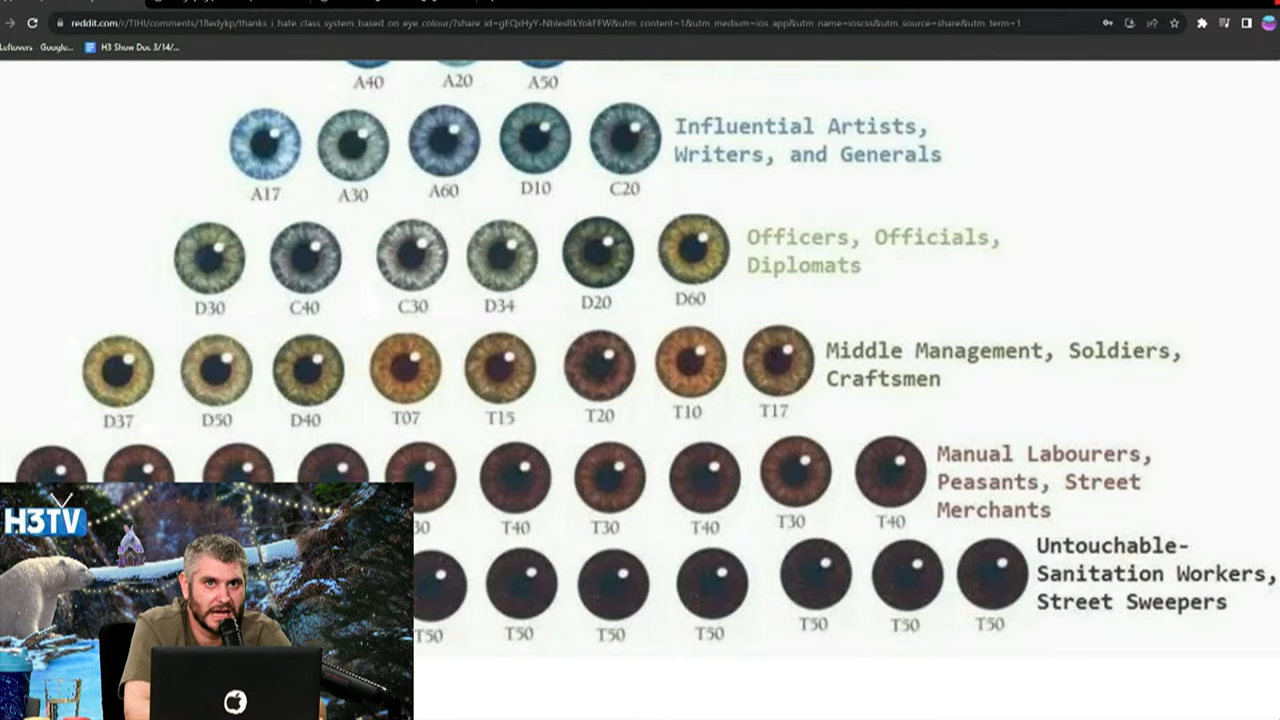 reddit.com/r/TIHI/comments/18edykp/thanks_i_hate_class_system_based_on_eye_colour/?share_id=gEQxHyY-NblesRkYokFFW&utm_content=1&utm_medium=ios_app&utm_name=ioscss&utm_source=share&utm_term=1
Leftovers - Google...
H3 Show Doc 3/14/...
A40 A20 A50
Influential Artists,
Writers, and Generals
A17 A30 A60 D10 C20
Officers, Officials,
Diplomats
D30 C40 C30 D34 D20 D60
Middle Management, Soldiers,
Craftsmen
D37 D50 D40 T07 T15 T20 T10 T17
Manual Labourers,
Peasants, Street
Merchants
30 T40 T30 T40 T30 T40
Untouchable-
Sanitation Workers,
Street Sweepers
T50 T50 T50 T50 T50 T50 T50
H3TV